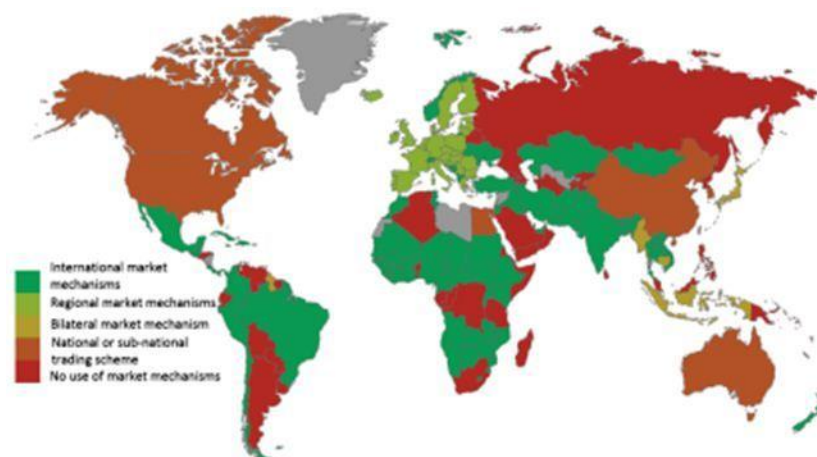 International market
mechanisms
Regional market mechanisms
Bilateral market mechanism
National or sub-national
trading scheme
No use of market mechanisms